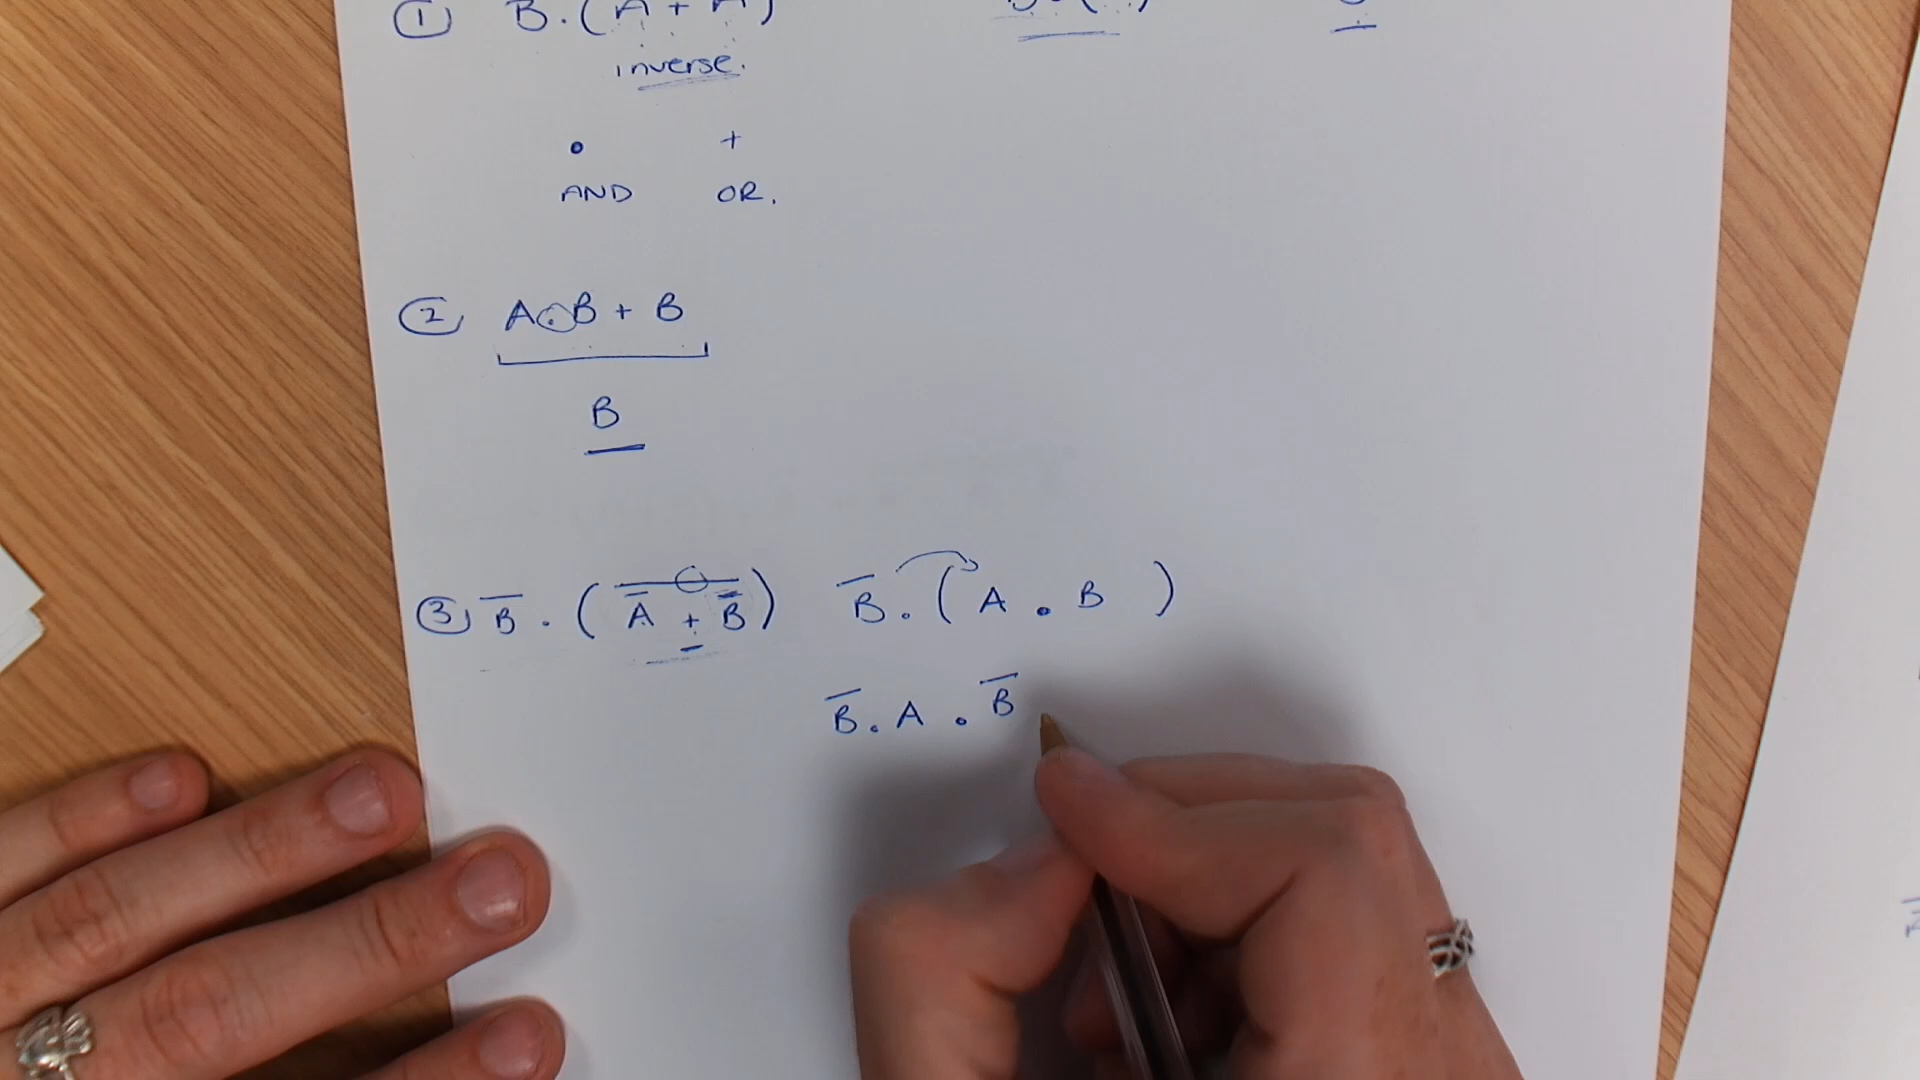 ① B.(A + A)
inverse.
• +
AND OR.
② A.B + B
B
③ B̅ . ( A̅ + B̅ ) B̅ . ( A . B )
B̅ . A . B̅